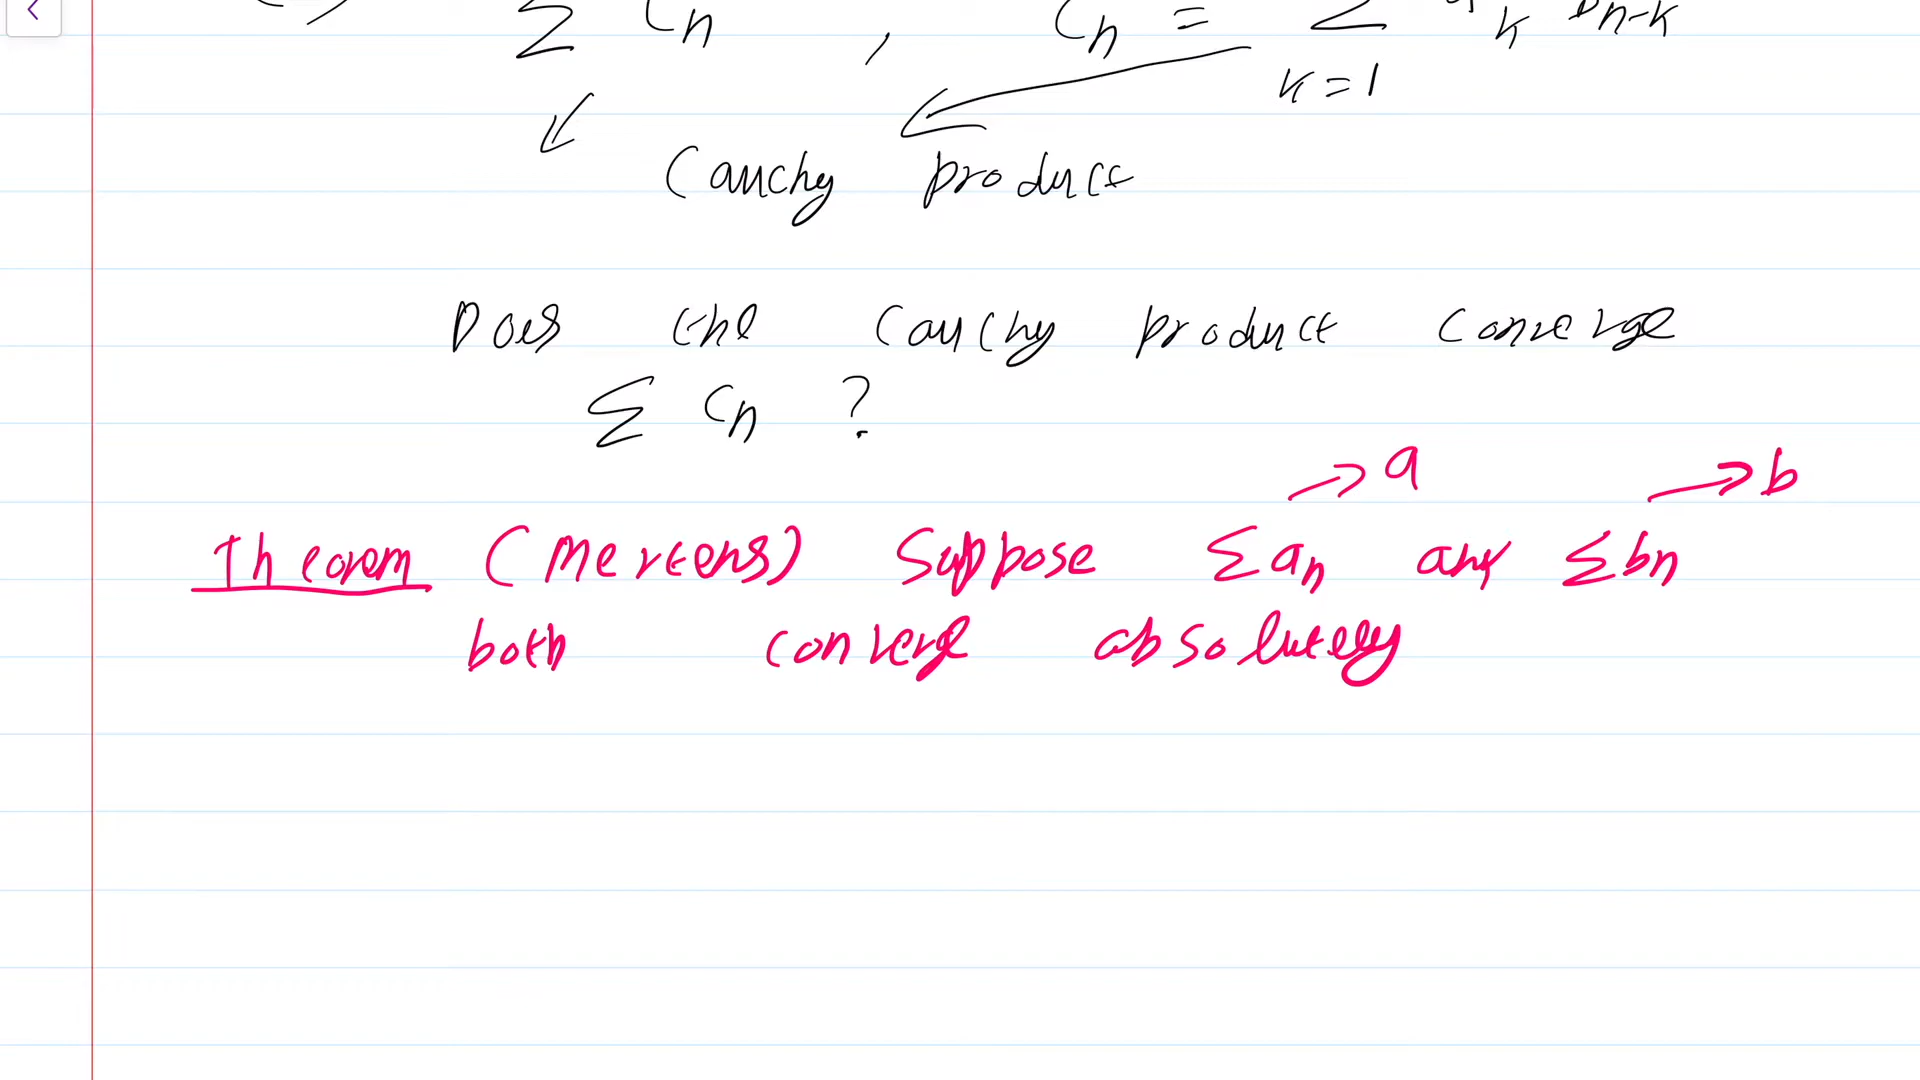 Σ Cn , Cn = Σ k bn-k
k=1
Cauchy product
Does the Cauchy product converge
Σ Cn ?
→ a → b
Theorem (Mertens) Suppose Σan and Σbn
both converge absolutely